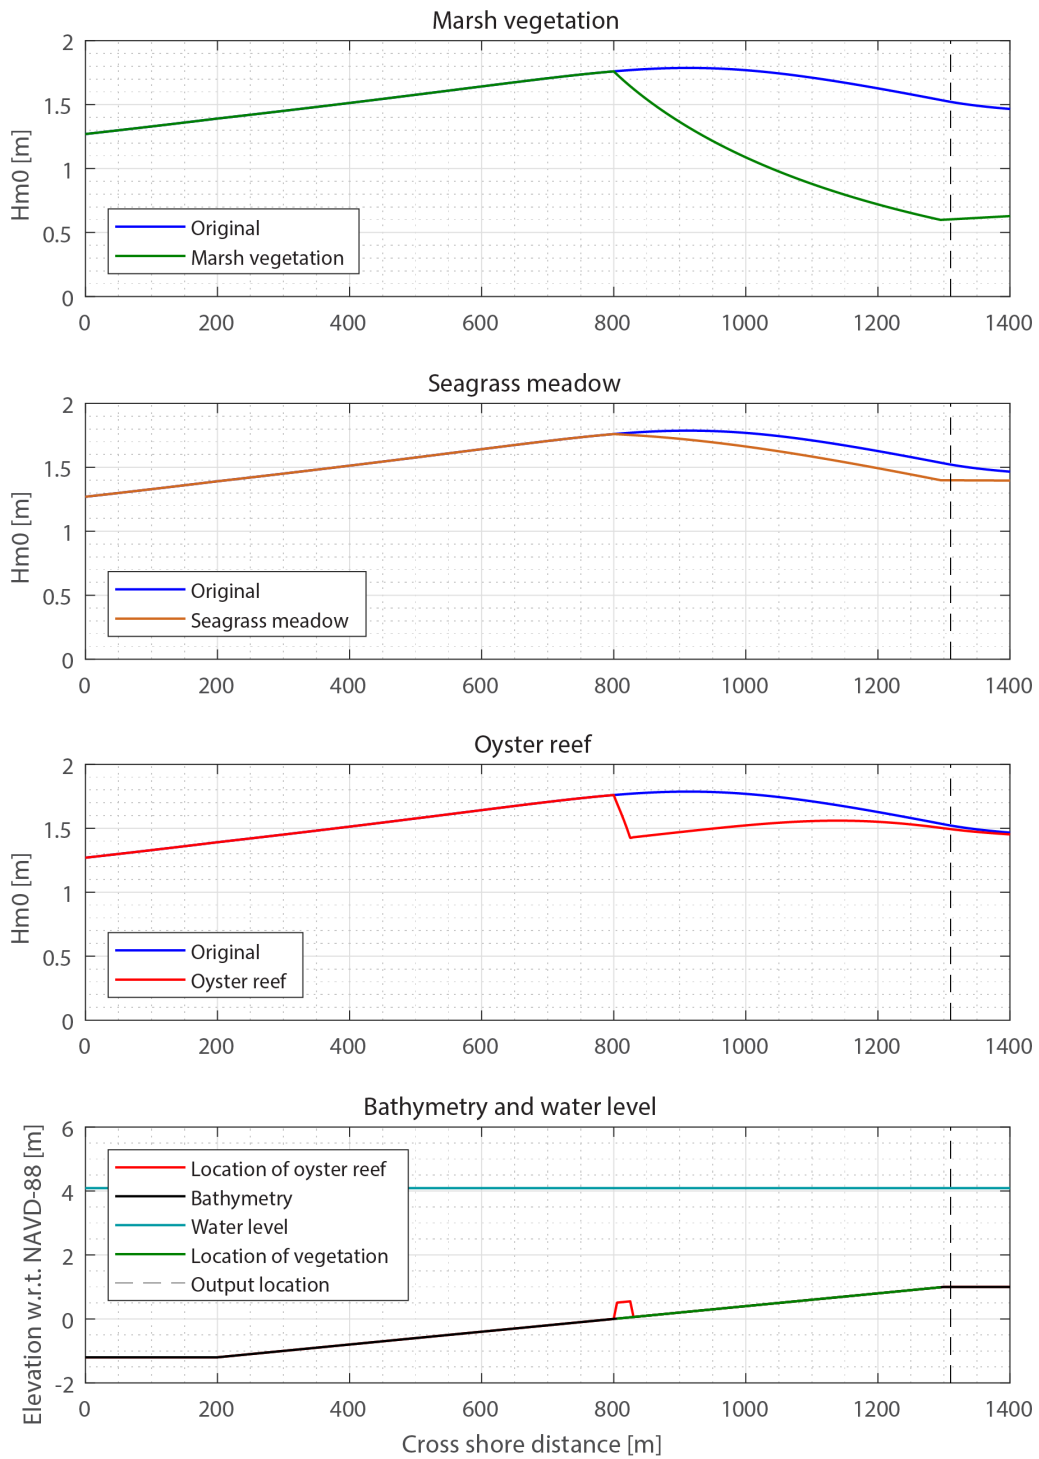 Marsh vegetation
2
1.5
1
0.5
0
Hm0 [m]
Original
Marsh vegetation
0 200 400 600 800 1000 1200 1400
Seagrass meadow
2
1.5
1
0.5
0
Hm0 [m]
Original
Seagrass meadow
0 200 400 600 800 1000 1200 1400
Oyster reef
2
1.5
1
0.5
0
Hm0 [m]
Original
Oyster reef
0 200 400 600 800 1000 1200 1400
Bathymetry and water level
6
4
2
0
-2
Elevation w.r.t. NAVD-88 [m]
Location of oyster reef
Bathymetry
Water level
Location of vegetation
Output location
0 200 400 600 800 1000 1200 1400
Cross shore distance [m]